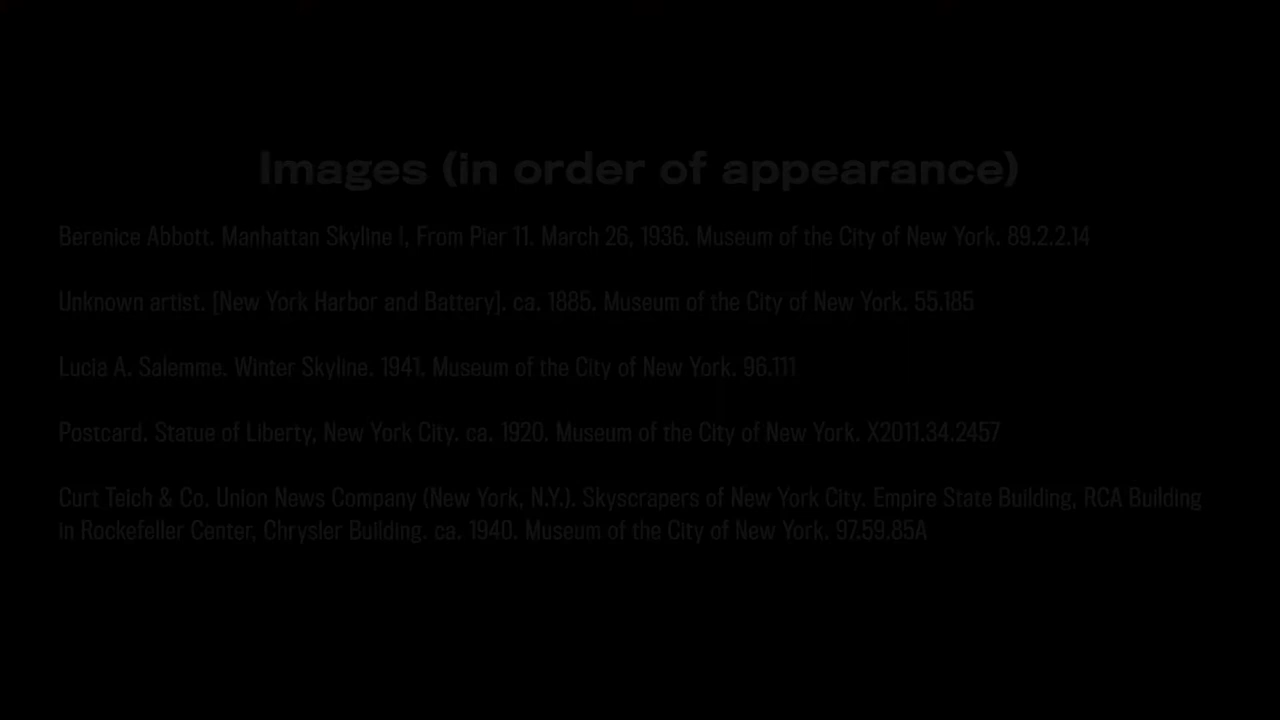 Images (in order of appearance)
Berenice Abbott. Manhattan Skyline I, From Pier 11. March 26, 1936. Museum of the City of New York. 89.2.2.14
Unknown artist. [New York Harbor and Battery]. ca. 1885. Museum of the City of New York. 55.185
Lucia A. Salemme. Winter Skyline. 1941. Museum of the City of New York. 96.111
Postcard. Statue of Liberty, New York City. ca. 1920. Museum of the City of New York. X2011.34.2457
Curt Teich & Co. Union News Company (New York, N.Y.). Skyscrapers of New York City. Empire State Building, RCA Building
in Rockefeller Center, Chrysler Building. ca. 1940. Museum of the City of New York. 97.59.85A